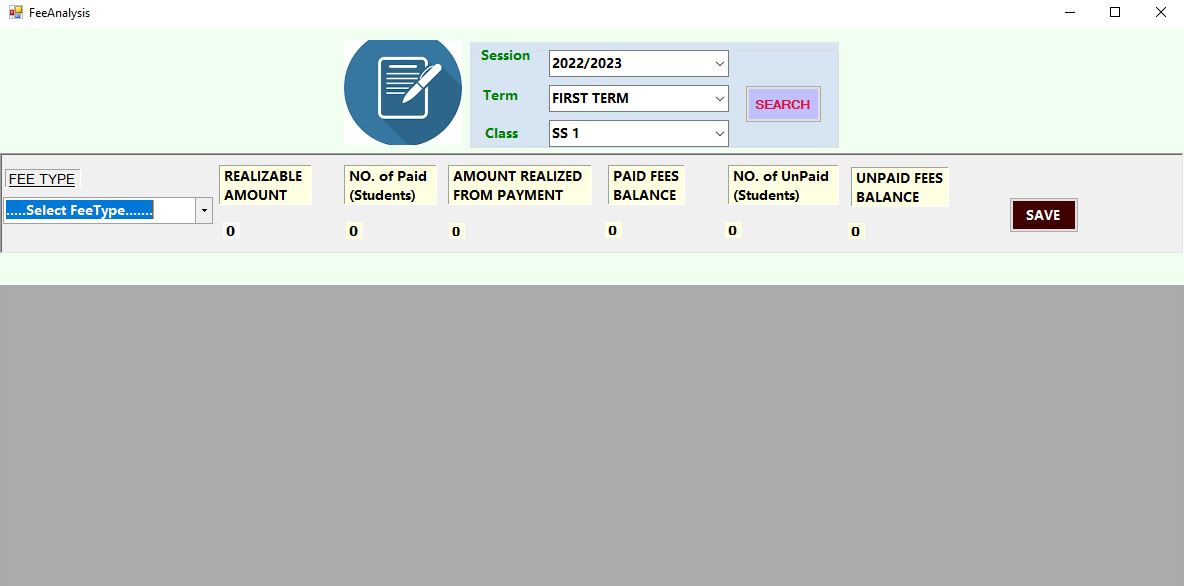 FeeAnalysis
Session
2022/2023
Term
FIRST TERM
SEARCH
Class
SS 1
FEE TYPE
.....Select FeeType.......
REALIZABLE
AMOUNT
0
NO. of Paid
(Students)
0
AMOUNT REALIZED
FROM PAYMENT
0
PAID FEES
BALANCE
0
NO. of UnPaid
(Students)
0
UNPAID FEES
BALANCE
0
SAVE